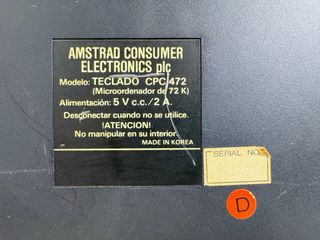 AMSTRAD CONSUMER
ELECTRONICS plc
Modelo: TECLADO CPC 472
(Microordenador de 72 K)
Alimentación: 5 V c.c./2 A.
Desconectar cuando no se utilice.
!ATENCION!
No manipular en su interior.
MADE IN KOREA
SERIAL NO.
D